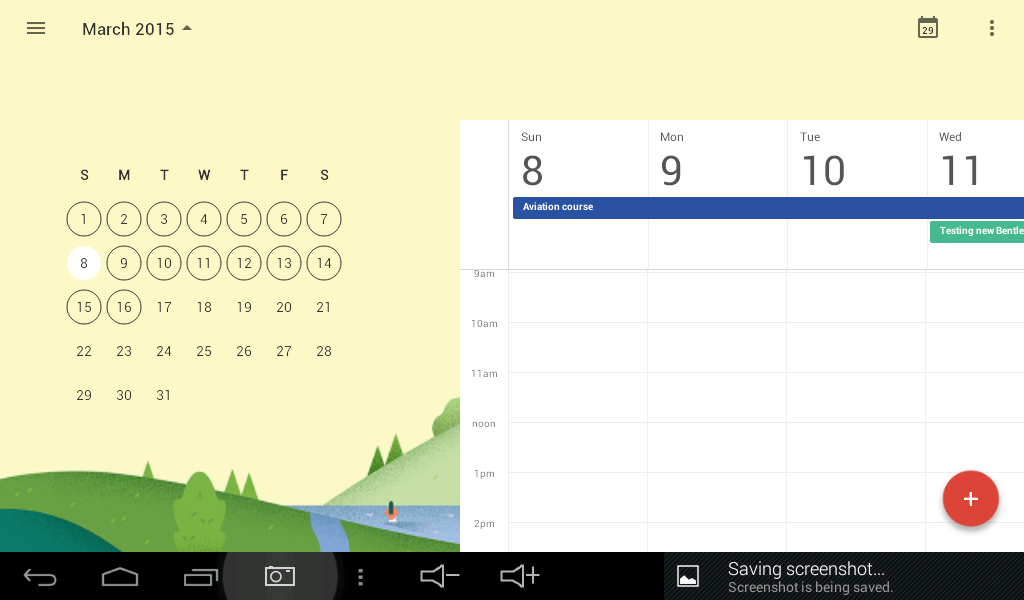 March 2015
29
S M T W T F S
1 2 3 4 5 6 7
8 9 10 11 12 13 14
15 16 17 18 19 20 21
22 23 24 25 26 27 28
29 30 31
Sun Mon Tue Wed
8 9 10 11
Aviation course
Testing new Bentle
9am
10am
11am
noon
1pm
2pm
Saving screenshot...
Screenshot is being saved.